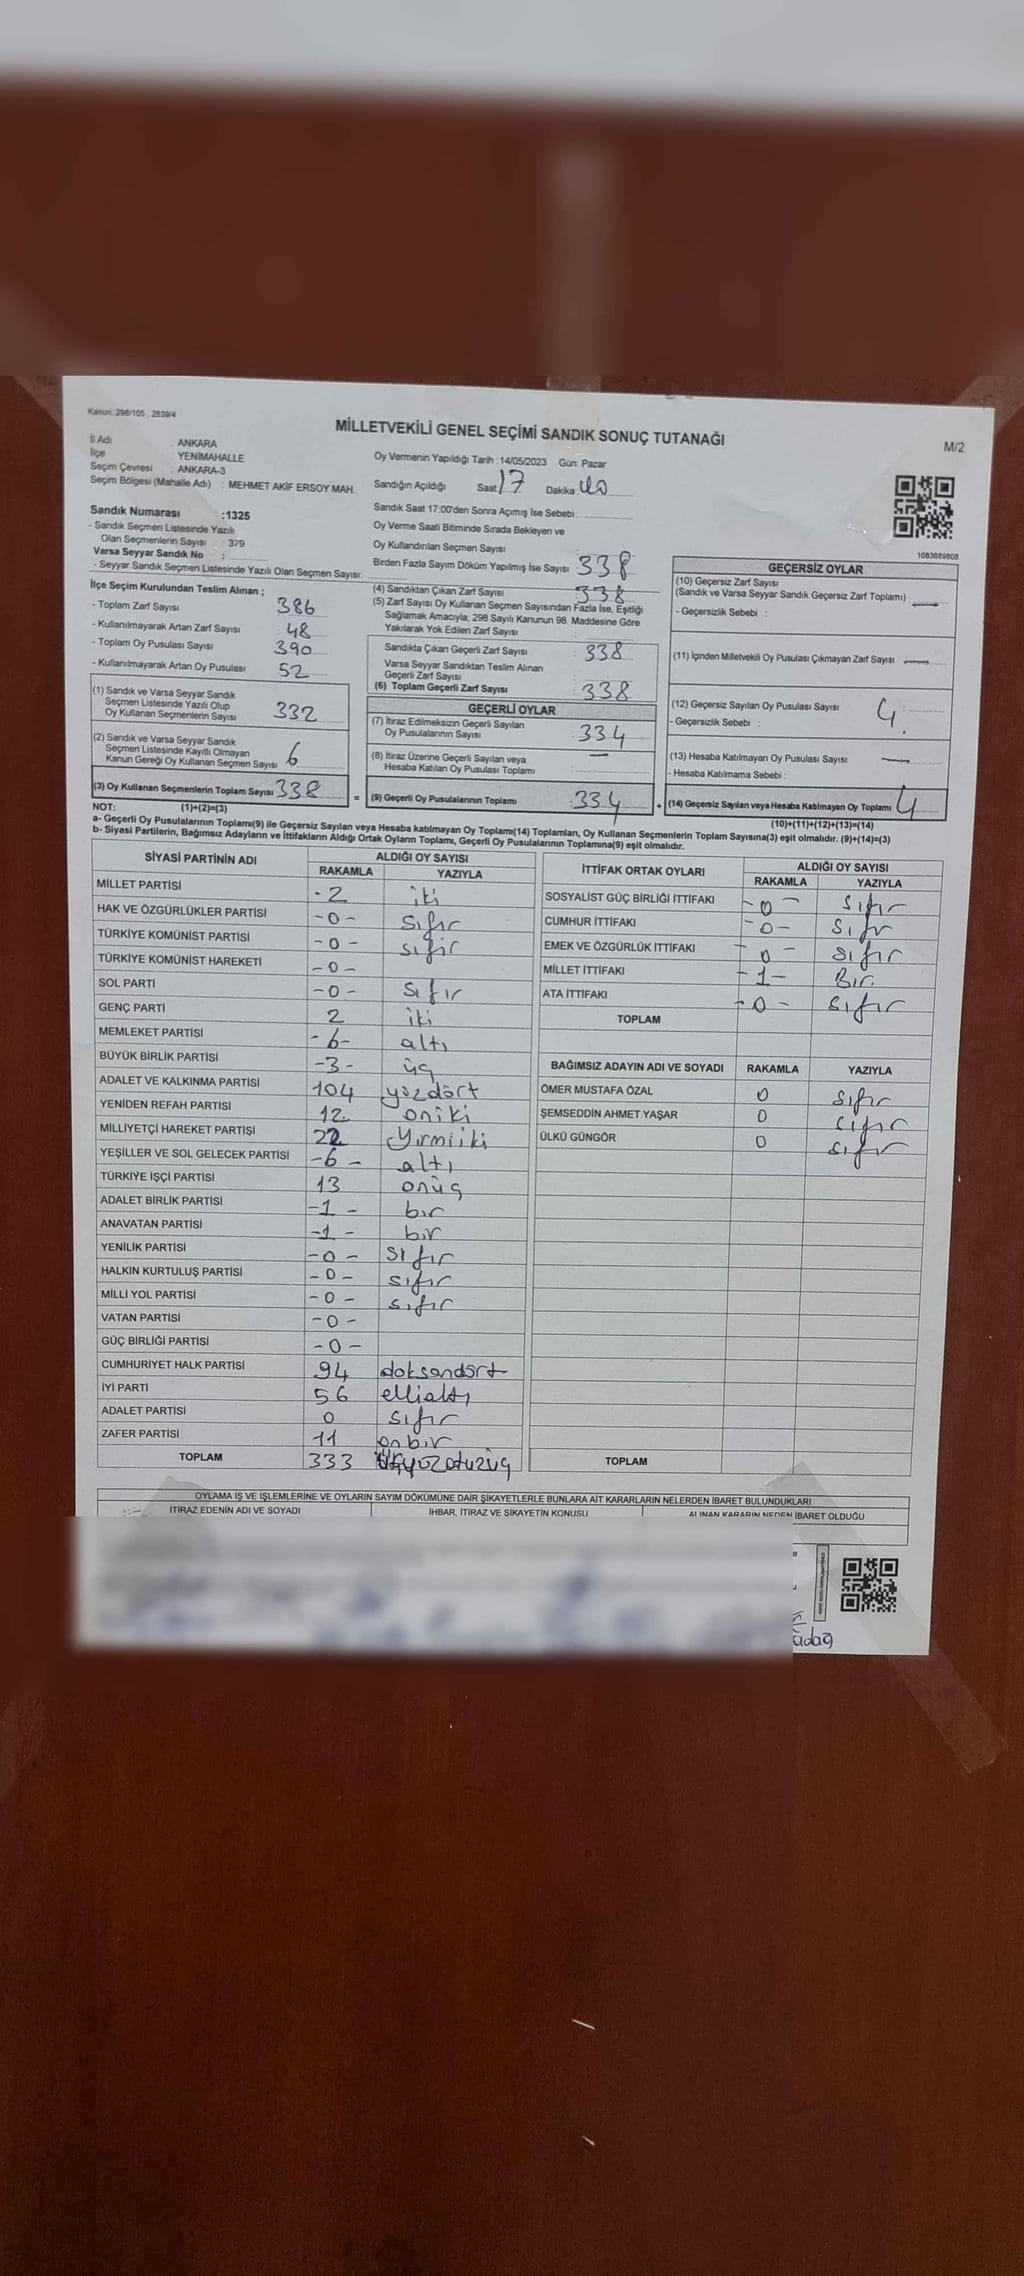 Kanun: 298/105 , 2839/4
MİLLETVEKİLİ GENEL SEÇİMİ SANDIK SONUÇ TUTANAĞI
M/2
İl Adı : ANKARA
İlçe : YENİMAHALLE
Seçim Çevresi : ANKARA-3
Seçim Bölgesi (Mahalle Adı) : MEHMET AKİF ERSOY MAH.
Sandık Numarası :1325
- Sandık Seçmen Listesinde Yazılı
Olan Seçmenlerin Sayısı : 379
Varsa Seyyar Sandık No :
- Seyyar Sandık Seçmen Listesinde Yazılı Olan Seçmen Sayısı:
İlçe Seçim Kurulundan Teslim Alınan ;
- Toplam Zarf Sayısı 386
- Kullanılmayarak Artan Zarf Sayısı 48
- Toplam Oy Pusulası Sayısı 390
- Kullanılmayarak Artan Oy Pusulası 52
(1) Sandık ve Varsa Seyyar Sandık
Seçmen Listesinde Yazılı Olup
Oy Kullanan Seçmenlerin Sayısı 332
(2) Sandık ve Varsa Seyyar Sandık
Seçmen Listesinde Kayıtlı Olmayan
Kanun Gereği Oy Kullanan Seçmen Sayısı 6
(3) Oy Kullanan Seçmenlerin Toplam Sayısı 338
Oy Vermenin Yapıldığı Tarih :14/05/2023 Gün: Pazar
Sandığın Açıldığı Saat 17 Dakika
Sandık Saat 17:00'den Sonra Açımış İse Sebebi :
Oy Verme Saati Bitiminde Sırada Bekleyen ve
Oy Kullandırılan Seçmen Sayısı :
Birden Fazla Sayım Döküm Yapılmış İse Sayısı 338
(4) Sandıktan Çıkan Zarf Sayısı 338
(5) Zarf Sayısı Oy Kullanan Seçmen Sayısından Fazla İse, Eşitliği
Sağlamak Amacıyla, 298 Sayılı Kanunun 98. Maddesine Göre
Yakılarak Yok Edilen Zarf Sayısı :
Sandıkta Çıkan Geçerli Zarf Sayısı : 338
Varsa Seyyar Sandıktan Teslim Alınan
Geçerli Zarf Sayısı
(6) Toplam Geçerli Zarf Sayısı : 338
GEÇERLİ OYLAR
(7) İtiraz Edilmeksizin Geçerli Sayılan
Oy Pusulalarının Sayısı : 334
(8) İtiraz Üzerine Geçerli Sayılan veya
Hesaba Katılan Oy Pusulası Toplamı : —
= (9) Geçerli Oy Pusulalarının Toplamı : 334
1083689808
GEÇERSİZ OYLAR
(10) Geçersiz Zarf Sayısı
(Sandık ve Varsa Seyyar Sandık Geçersiz Zarf Toplamı) : —
- Geçersizlik Sebebi :
(11) İçinden Milletvekili Oy Pusulası Çıkmayan Zarf Sayısı —
(12) Geçersiz Sayılan Oy Pusulası Sayısı 4
- Geçersizlik Sebebi :
(13) Hesaba Katılmayan Oy Pusulası Sayısı —
- Hesaba Katılmama Sebebi :
+ (14) Geçersiz Sayılan veya Hesaba Katılmayan Oy Toplamı 4
NOT: (1)+(2)=(3) (10)+(11)+(12)+(13)=(14)
a- Geçerli Oy Pusulalarının Toplamı(9) ile Geçersiz Sayılan veya Hesaba katılmayan Oy Toplamı(14) Toplamları, Oy Kullanan Seçmenlerin Toplam Sayısına(3) eşit olmalıdır. (9)+(14)=(3)
b- Siyasi Partilerin, Bağımsız Adayların ve İttifakların Aldığı Ortak Oyların Toplamı, Geçerli Oy Pusulalarının Toplamına(9) eşit olmalıdır.
SİYASİ PARTİNİN ADI ALDIĞI OY SAYISI
RAKAMLA YAZIYLA
MİLLET PARTİSİ - 2 iki
HAK VE ÖZGÜRLÜKLER PARTİSİ -0- sıfır
TÜRKİYE KOMÜNİST PARTİSİ -0- sıfır
TÜRKİYE KOMÜNİST HAREKETİ -0-
SOL PARTİ -0- sıfır
GENÇ PARTİ 2 iki
MEMLEKET PARTİSİ -6- altı
BÜYÜK BİRLİK PARTİSİ -3- üç
ADALET VE KALKINMA PARTİSİ 104 yüzdört
YENİDEN REFAH PARTİSİ 12 oniki
MİLLİYETÇİ HAREKET PARTİSİ 22 yirmiiki
YEŞİLLER VE SOL GELECEK PARTİSİ -6- altı
TÜRKİYE İŞÇİ PARTİSİ 13 onüç
ADALET BİRLİK PARTİSİ -1- bir
ANAVATAN PARTİSİ -1- bir
YENİLİK PARTİSİ -0- sıfır
HALKIN KURTULUŞ PARTİSİ -0- sıfır
MİLLİ YOL PARTİSİ -0- sıfır
VATAN PARTİSİ -0-
GÜÇ BİRLİĞİ PARTİSİ -0-
CUMHURİYET HALK PARTİSİ 94 doksandört
İYİ PARTİ 56 ellialtı
ADALET PARTİSİ 0 sıfır
ZAFER PARTİSİ 11 onbir
TOPLAM 333 üçyüzotuzüç
İTTİFAK ORTAK OYLARI ALDIĞI OY SAYISI
RAKAMLA YAZIYLA
SOSYALİST GÜÇ BİRLİĞİ İTTİFAKI -0- sıfır
CUMHUR İTTİFAKI -0- sıfır
EMEK VE ÖZGÜRLÜK İTTİFAKI -0- sıfır
MİLLET İTTİFAKI -1- Bir.
ATA İTTİFAKI -0- sıfır
TOPLAM
BAĞIMSIZ ADAYIN ADI VE SOYADI RAKAMLA YAZIYLA
ÖMER MUSTAFA ÖZAL 0 sıfır
ŞEMSEDDİN AHMET YAŞAR 0 sıfır
ÜLKÜ GÜNGÖR 0 sıfır
TOPLAM
OYLAMA İŞ VE İŞLEMLERİNE VE OYLARIN SAYIM DÖKÜMÜNE DAİR ŞİKAYETLERLE BUNLARA AİT KARARLARIN NELERDEN İBARET BULUNDUKLARI
İTİRAZ EDENİN ADI VE SOYADI İHBAR, İTİRAZ VE ŞİKAYETİN KONUSU ALINAN KARARIN NEDEN İBARET OLDUĞU